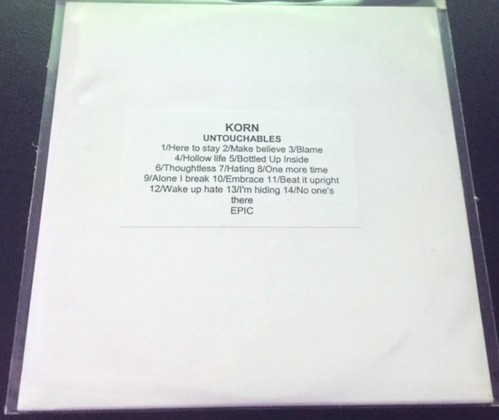 KORN
UNTOUCHABLES
1/Here to stay 2/Make believe 3/Blame
4/Hollow life 5/Bottled Up Inside
6/Thoughtless 7/Hating 8/One more time
9/Alone I break 10/Embrace 11/Beat it upright
12/Wake up hate 13/I'm hiding 14/No one's
there
EPIC